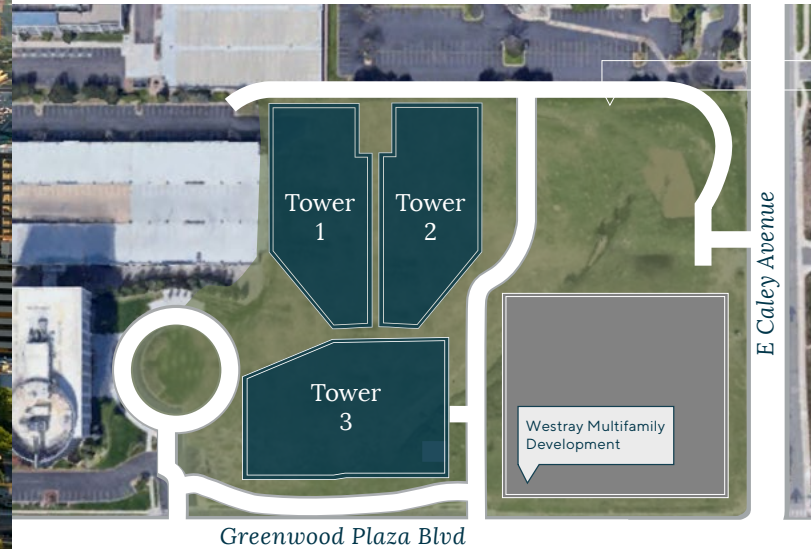 Tower
1
Tower
2
Tower
3
Westray Multifamily
Development
E Caley Avenue
Greenwood Plaza Blvd